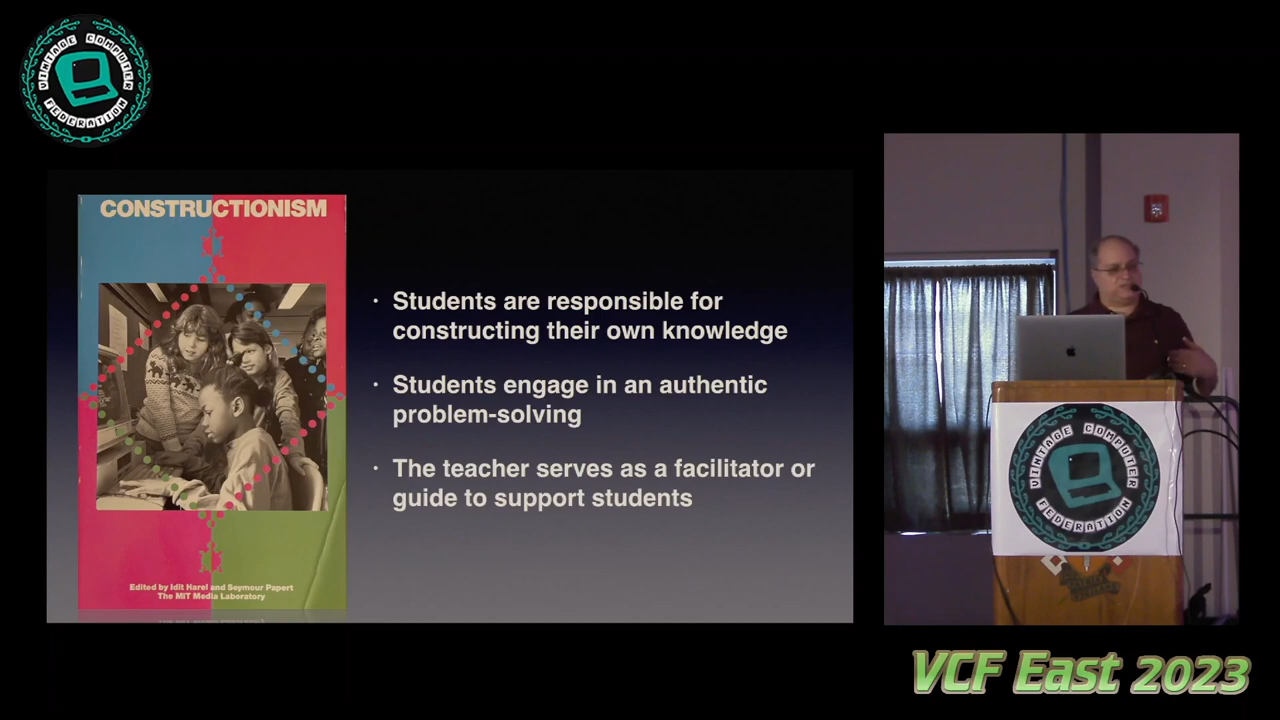 VINTAGE COMPUTER
FEDERATION
CONSTRUCTIONISM
Edited by Idit Harel and Seymour Papert
The MIT Media Laboratory
· Students are responsible for
constructing their own knowledge
· Students engage in an authentic
problem-solving
· The teacher serves as a facilitator or
guide to support students
VINTAGE COMPUTER
FEDERATION
VCF East 2023